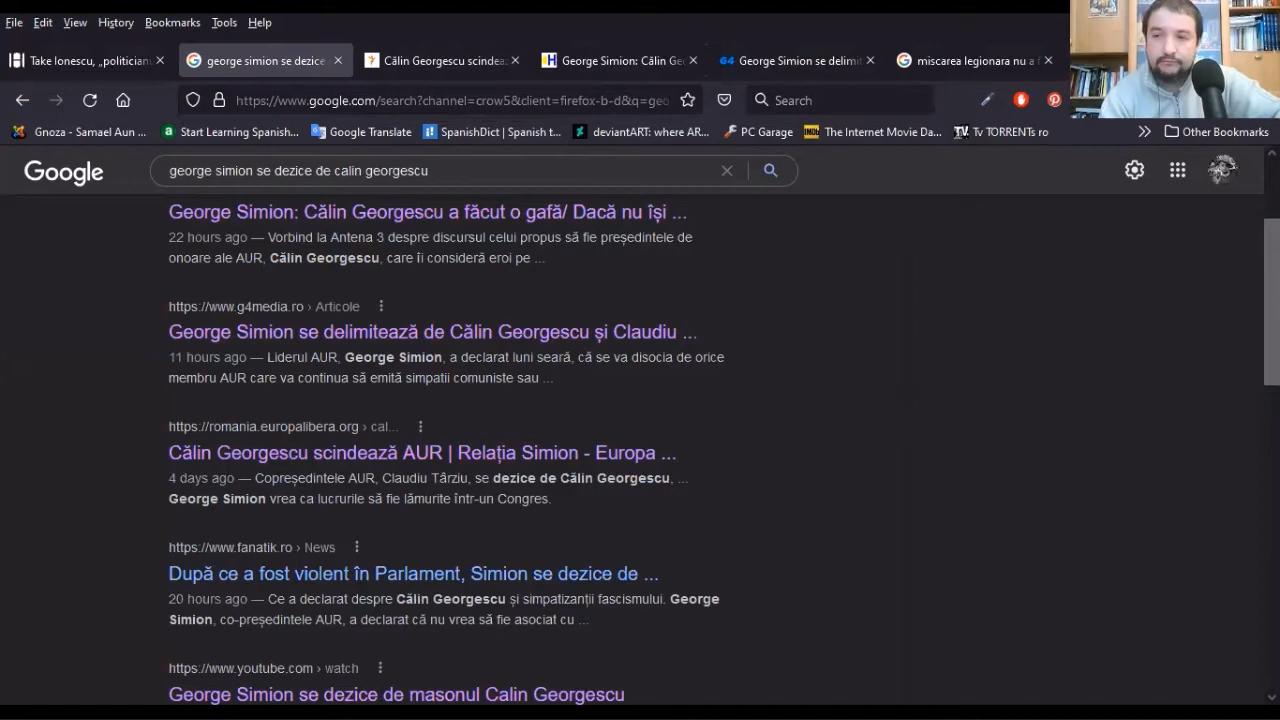 File Edit View History Bookmarks Tools Help
Take Ionescu, „politicianu
george simion se dezice
Călin Georgescu scindea
George Simion: Călin Ge
George Simion se delimit
miscarea legionara nu a f
https://www.google.com/search?channel=crow5&client=firefox-b-d&q=geo
Search
Gnoza - Samael Aun ...
Start Learning Spanish...
Google Translate
SpanishDict | Spanish t...
deviantART: where AR...
PC Garage
The Internet Movie Da...
Tv TORRENTs ro
Other Bookmarks
Google
george simion se dezice de calin georgescu
George Simion: Călin Georgescu a făcut o gafă/ Dacă nu își ...
22 hours ago — Vorbind la Antena 3 despre discursul celui propus să fie președintele de
onoare ale AUR, Călin Georgescu, care îi consideră eroi pe ...
https://www.g4media.ro › Articole
George Simion se delimitează de Călin Georgescu și Claudiu ...
11 hours ago — Liderul AUR, George Simion, a declarat luni seară, că se va disocia de orice
membru AUR care va continua să emită simpatii comuniste sau ...
https://romania.europalibera.org › cal...
Călin Georgescu scindează AUR | Relația Simion - Europa ...
4 days ago — Copreședintele AUR, Claudiu Târziu, se dezice de Călin Georgescu, ...
George Simion vrea ca lucrurile să fie lămurite într-un Congres.
https://www.fanatik.ro › News
După ce a fost violent în Parlament, Simion se dezice de ...
20 hours ago — Ce a declarat despre Călin Georgescu și simpatizanții fascismului. George
Simion, co-președintele AUR, a declarat că nu vrea să fie asociat cu ...
https://www.youtube.com › watch
George Simion se dezice de masonul Calin Georgescu